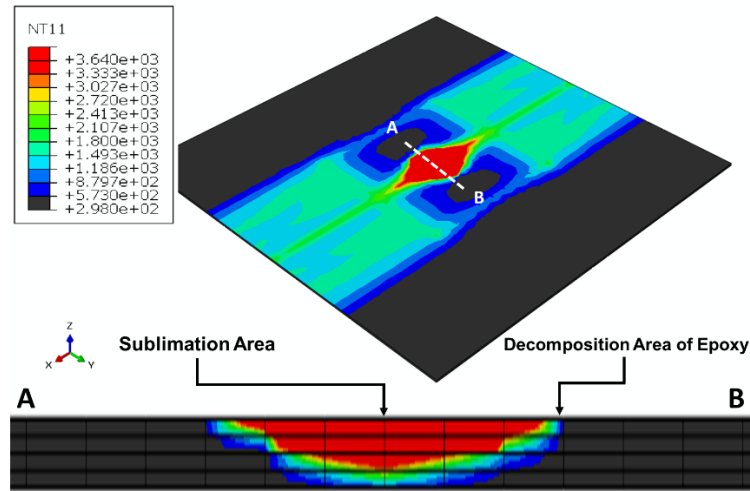 NT11
+3.640e+03
+3.333e+03
+3.027e+03
+2.720e+03
+2.413e+03
+2.107e+03
+1.800e+03
+1.493e+03
+1.186e+03
+8.797e+02
+5.730e+02
+2.980e+02
A
B
Z
X
Y
Sublimation Area
Decomposition Area of Epoxy
A
B